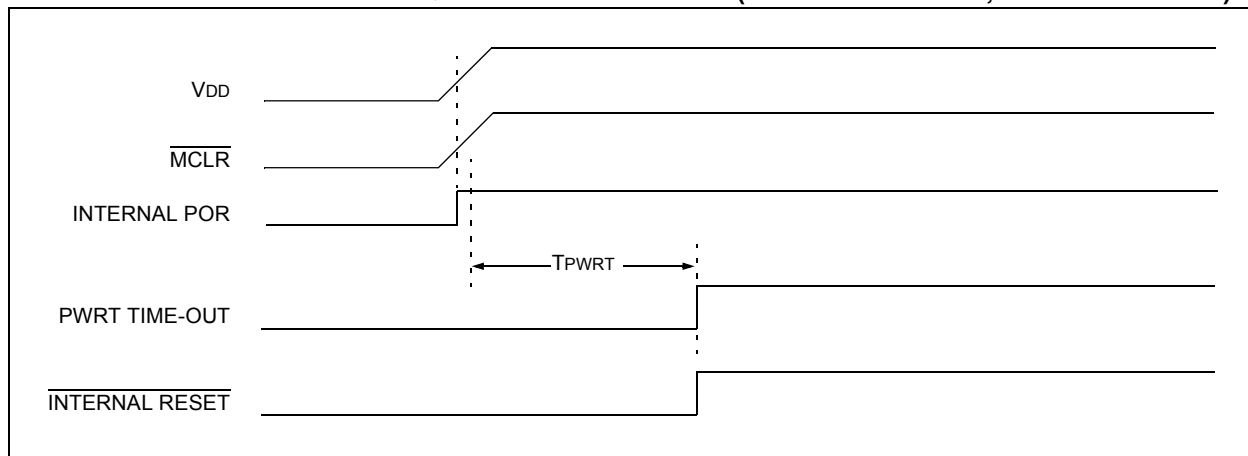 VDD
MCLR
INTERNAL POR
TPWRT
PWRT TIME-OUT
INTERNAL RESET